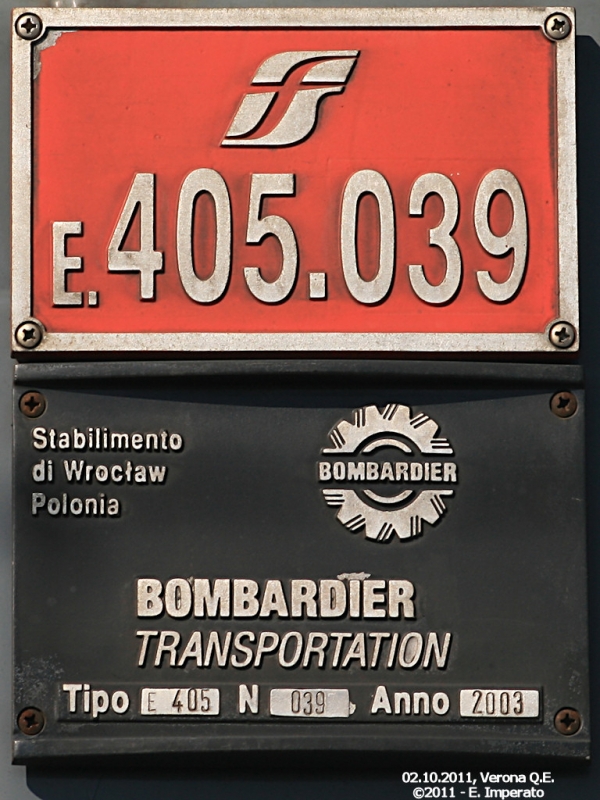 E.405.039
Stabilimento
di Wrocław
Polonia
BOMBARDIER
BOMBARDIER
TRANSPORTATION
Tipo E 405 N 039 Anno 2003
02.10.2011, Verona Q.E.
©2011 - E. Imperato